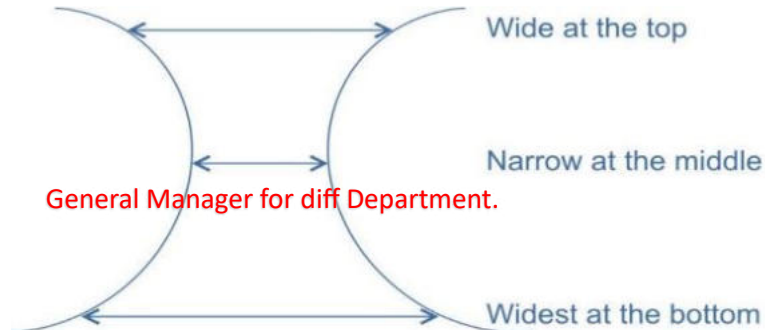 Wide at the top
Narrow at the middle
General Manager for diff Department.
Widest at the bottom